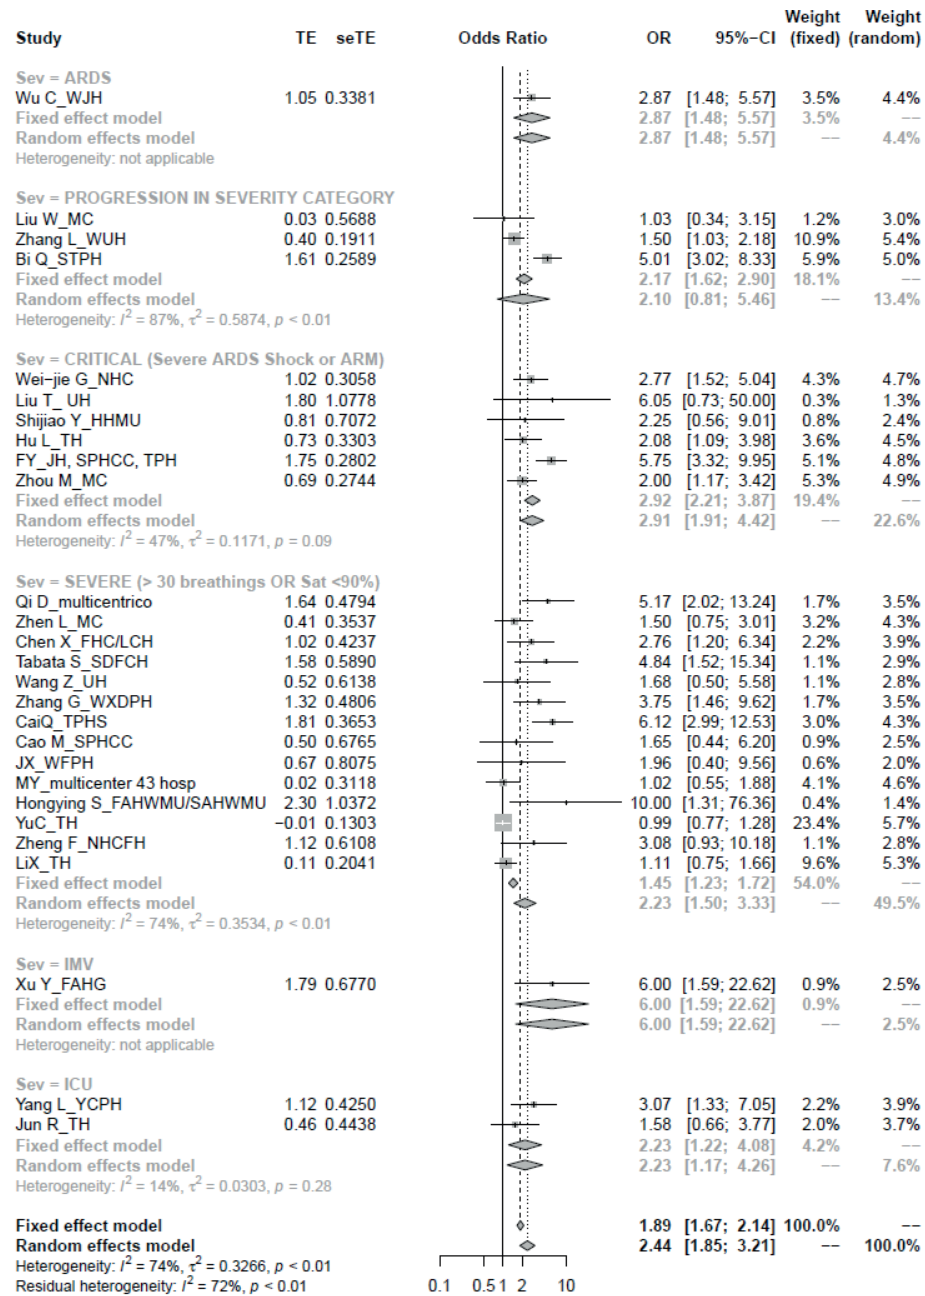 Weight Weight
Study TE seTE Odds Ratio OR 95%−CI (fixed) (random)
Sev = ARDS
Wu C_WJH 1.05 0.3381 2.87 [1.48; 5.57] 3.5% 4.4%
Fixed effect model 2.87 [1.48; 5.57] 3.5% −−
Random effects model 2.87 [1.48; 5.57] −− 4.4%
Heterogeneity: not applicable
Sev = PROGRESSION IN SEVERITY CATEGORY
Liu W_MC 0.03 0.5688 1.03 [0.34; 3.15] 1.2% 3.0%
Zhang L_WUH 0.40 0.1911 1.50 [1.03; 2.18] 10.9% 5.4%
Bi Q_STPH 1.61 0.2589 5.01 [3.02; 8.33] 5.9% 5.0%
Fixed effect model 2.17 [1.62; 2.90] 18.1% −−
Random effects model 2.10 [0.81; 5.46] −− 13.4%
Heterogeneity: I² = 87%, τ² = 0.5874, p < 0.01
Sev = CRITICAL (Severe ARDS Shock or ARM)
Wei−jie G_NHC 1.02 0.3058 2.77 [1.52; 5.04] 4.3% 4.7%
Liu T_ UH 1.80 1.0778 6.05 [0.73; 50.00] 0.3% 1.3%
Shijiao Y_HHMU 0.81 0.7072 2.25 [0.56; 9.01] 0.8% 2.4%
Hu L_TH 0.73 0.3303 2.08 [1.09; 3.98] 3.6% 4.5%
FY_JH, SPHCC, TPH 1.75 0.2802 5.75 [3.32; 9.95] 5.1% 4.8%
Zhou M_MC 0.69 0.2744 2.00 [1.17; 3.42] 5.3% 4.9%
Fixed effect model 2.92 [2.21; 3.87] 19.4% −−
Random effects model 2.91 [1.91; 4.42] −− 22.6%
Heterogeneity: I² = 47%, τ² = 0.1171, p = 0.09
Sev = SEVERE (> 30 breathings OR Sat <90%)
Qi D_multicentrico 1.64 0.4794 5.17 [2.02; 13.24] 1.7% 3.5%
Zhen L_MC 0.41 0.3537 1.50 [0.75; 3.01] 3.2% 4.3%
Chen X_FHC/LCH 1.02 0.4237 2.76 [1.20; 6.34] 2.2% 3.9%
Tabata S_SDFCH 1.58 0.5890 4.84 [1.52; 15.34] 1.1% 2.9%
Wang Z_UH 0.52 0.6138 1.68 [0.50; 5.58] 1.1% 2.8%
Zhang G_WXDPH 1.32 0.4806 3.75 [1.46; 9.62] 1.7% 3.5%
CaiQ_TPHS 1.81 0.3653 6.12 [2.99; 12.53] 3.0% 4.3%
Cao M_SPHCC 0.50 0.6765 1.65 [0.44; 6.20] 0.9% 2.5%
JX_WFPH 0.67 0.8075 1.96 [0.40; 9.56] 0.6% 2.0%
MY_multicenter 43 hosp 0.02 0.3118 1.02 [0.55; 1.88] 4.1% 4.6%
Hongying S_FAHWMU/SAHWMU 2.30 1.0372 10.00 [1.31; 76.36] 0.4% 1.4%
YuC_TH −0.01 0.1303 0.99 [0.77; 1.28] 23.4% 5.7%
Zheng F_NHCFH 1.12 0.6108 3.08 [0.93; 10.18] 1.1% 2.8%
LiX_TH 0.11 0.2041 1.11 [0.75; 1.66] 9.6% 5.3%
Fixed effect model 1.45 [1.23; 1.72] 54.0% −−
Random effects model 2.23 [1.50; 3.33] −− 49.5%
Heterogeneity: I² = 74%, τ² = 0.3534, p < 0.01
Sev = IMV
Xu Y_FAHG 1.79 0.6770 6.00 [1.59; 22.62] 0.9% 2.5%
Fixed effect model 6.00 [1.59; 22.62] 0.9% −−
Random effects model 6.00 [1.59; 22.62] −− 2.5%
Heterogeneity: not applicable
Sev = ICU
Yang L_YCPH 1.12 0.4250 3.07 [1.33; 7.05] 2.2% 3.9%
Jun R_TH 0.46 0.4438 1.58 [0.66; 3.77] 2.0% 3.7%
Fixed effect model 2.23 [1.22; 4.08] 4.2% −−
Random effects model 2.23 [1.17; 4.26] −− 7.6%
Heterogeneity: I² = 14%, τ² = 0.0303, p = 0.28
Fixed effect model 1.89 [1.67; 2.14] 100.0% −−
Random effects model 2.44 [1.85; 3.21] −− 100.0%
Heterogeneity: I² = 74%, τ² = 0.3266, p < 0.01
Residual heterogeneity: I² = 72%, p < 0.01
0.1 0.5 1 2 10